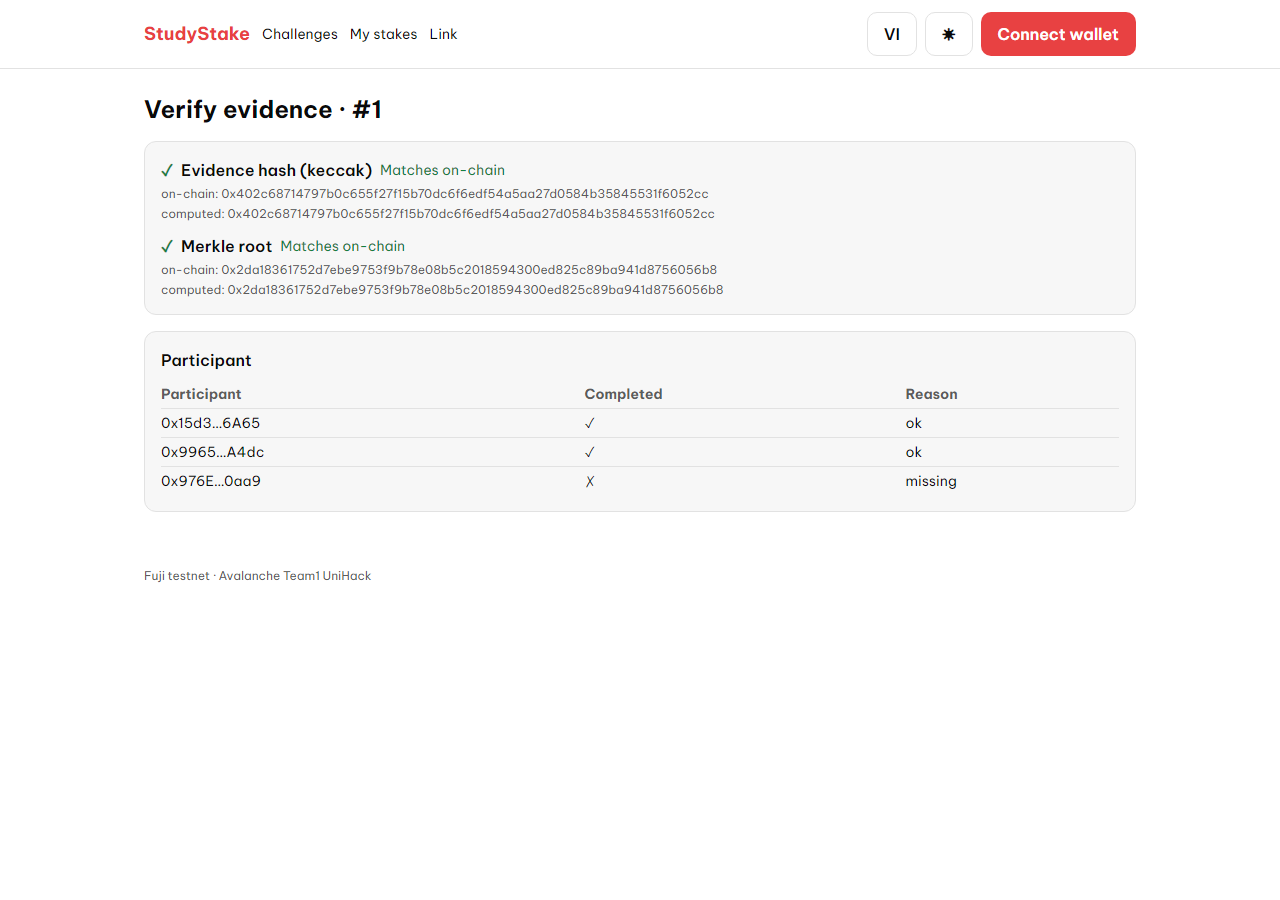 StudyStake Challenges My stakes Link VI ✷ Connect wallet
Verify evidence · #1
✓ Evidence hash (keccak) Matches on-chain
on-chain: 0x402c68714797b0c655f27f15b70dc6f6edf54a5aa27d0584b35845531f6052cc
computed: 0x402c68714797b0c655f27f15b70dc6f6edf54a5aa27d0584b35845531f6052cc
✓ Merkle root Matches on-chain
on-chain: 0x2da18361752d7ebe9753f9b78e08b5c2018594300ed825c89ba941d8756056b8
computed: 0x2da18361752d7ebe9753f9b78e08b5c2018594300ed825c89ba941d8756056b8
Participant
Participant Completed Reason
0x15d3…6A65 ✓ ok
0x9965…A4dc ✓ ok
0x976E…0aa9 ✗ missing
Fuji testnet · Avalanche Team1 UniHack